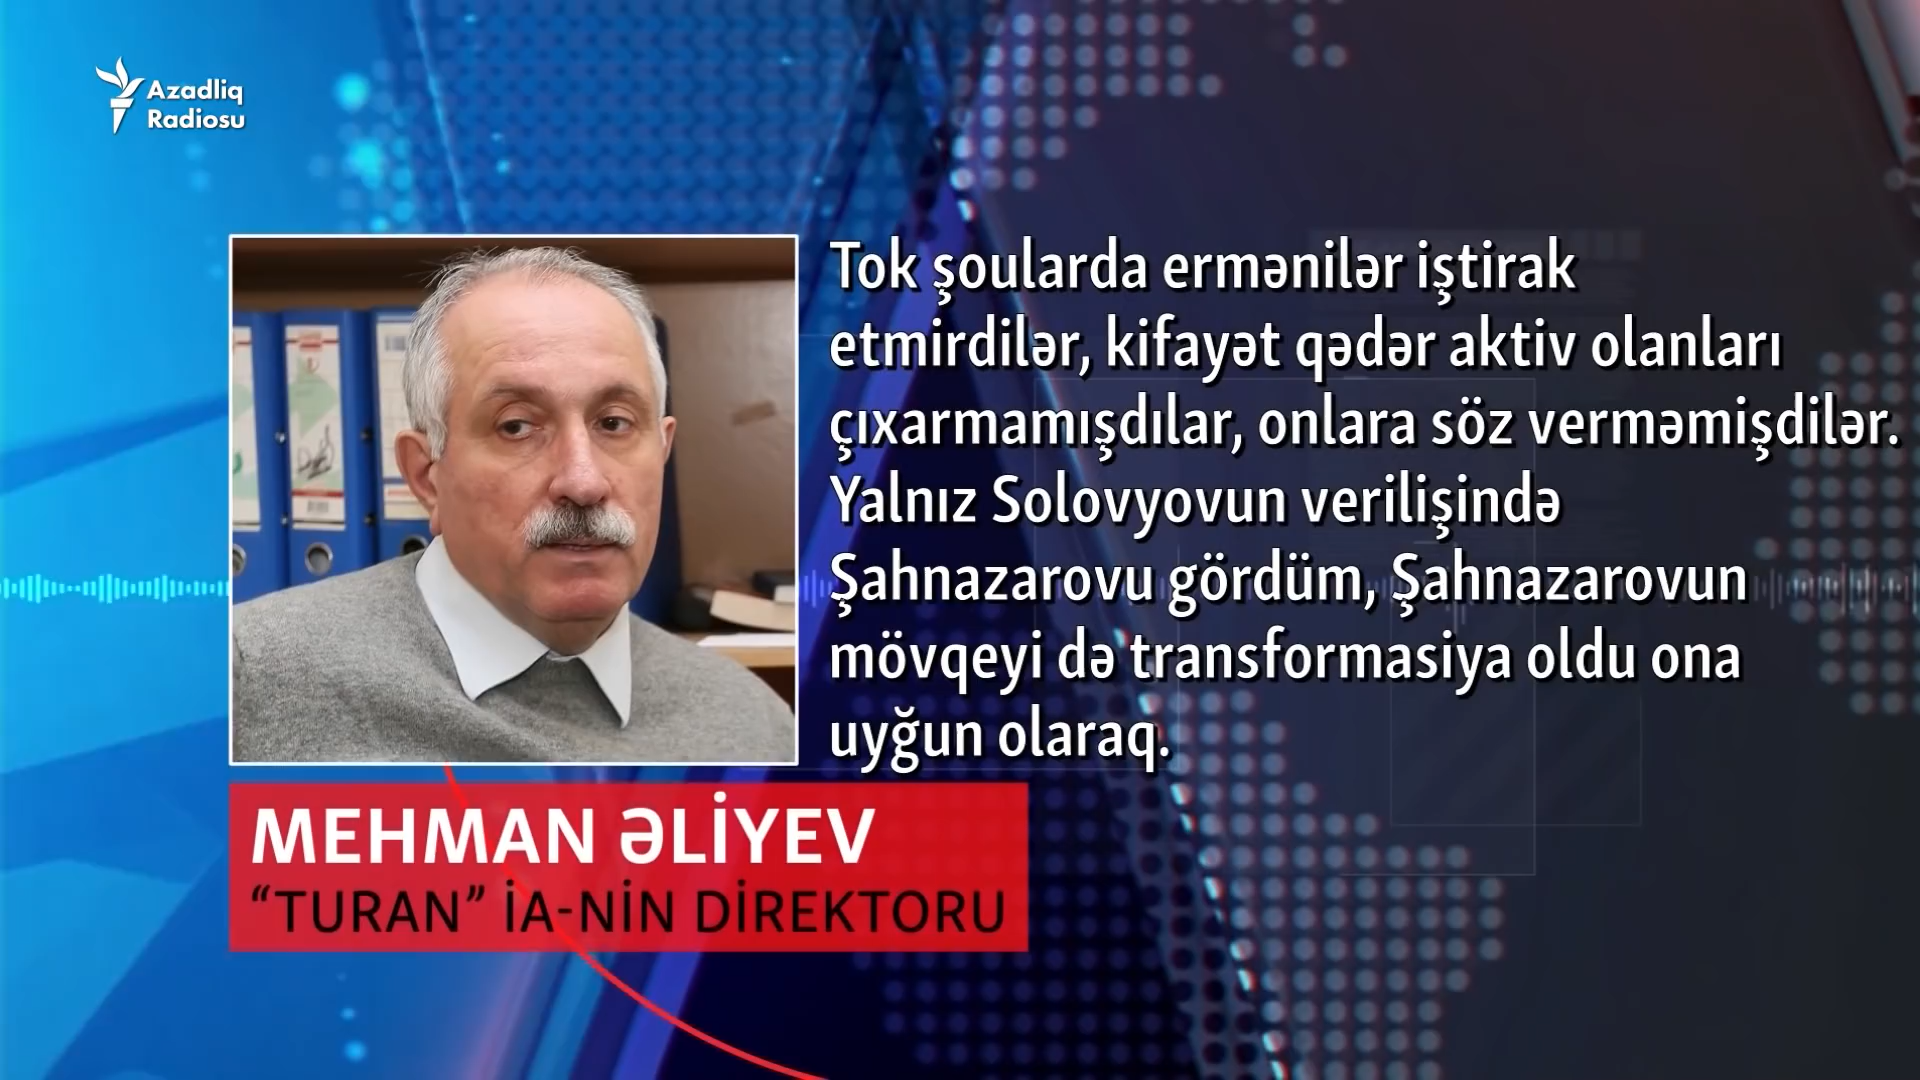 Azadliq
Radiosu
Tok şoularda ermənilər iştirak
etmirdilər, kifayət qədər aktiv olanları
çıxarmamışdılar, onlara söz verməmişdilər.
Yalnız Solovyovun verilişində
Şahnazarovu gördüm, Şahnazarovun
mövqeyi də transformasiya oldu ona
uyğun olaraq.
MEHMAN ƏLİYEV
“TURAN” İA-NİN DİREKTORU